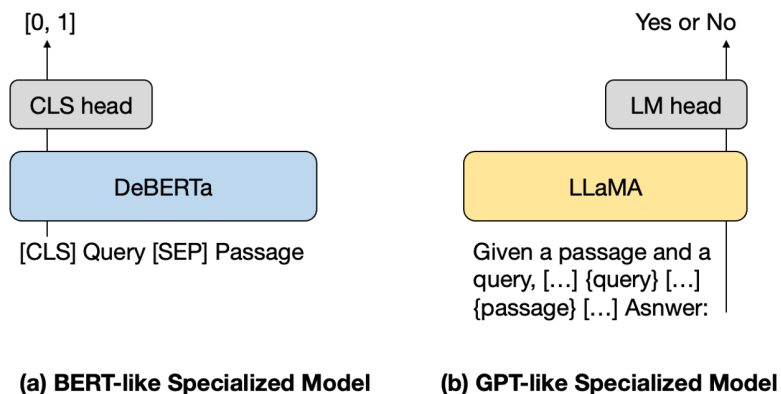 [0, 1]
CLS head
DeBERTa
[CLS] Query [SEP] Passage
(a) BERT-like Specialized Model
Yes or No
LM head
LLaMA
Given a passage and a
query, [...] {query} [...]
{passage} [...] Asnwer:
(b) GPT-like Specialized Model